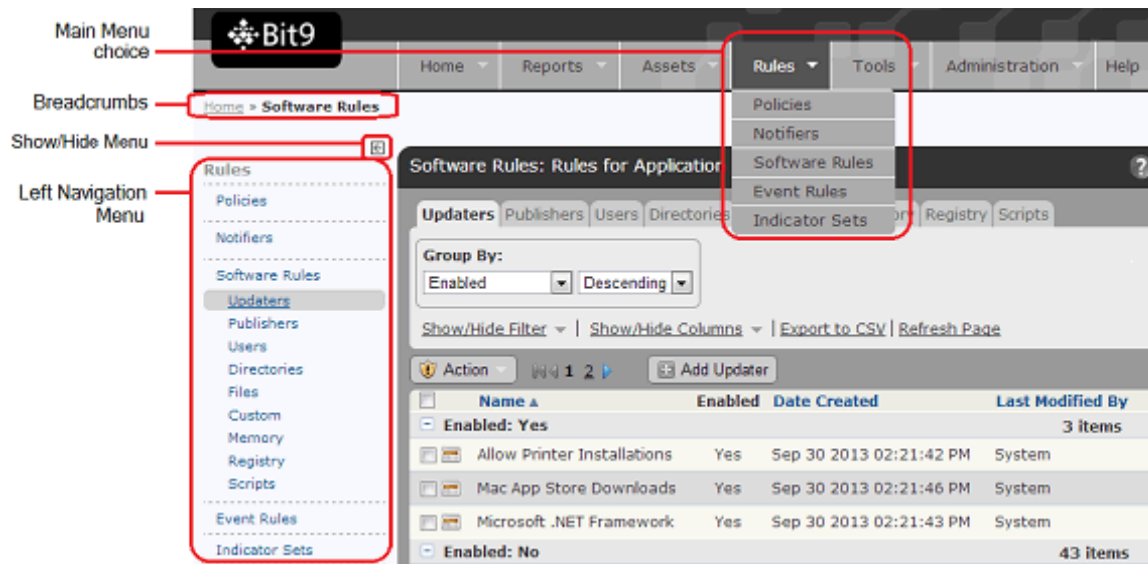 Main Menu
choice
Bit9
Home Reports Assets Rules Tools Administration Help
Breadcrumbs
Home » Software Rules
Policies
Notifiers
Software Rules
Event Rules
Indicator Sets
Show/Hide Menu
Left Navigation
Menu
Rules
Policies
Notifiers
Software Rules
Updaters
Publishers
Users
Directories
Files
Custom
Memory
Registry
Scripts
Event Rules
Indicator Sets
Software Rules: Rules for Application
Updaters Publishers Users Directories Registry Scripts
Group By:
Enabled Descending
Show/Hide Filter | Show/Hide Columns | Export to CSV | Refresh Page
Action 1 2 Add Updater
Name Enabled Date Created Last Modified By
Enabled: Yes 3 items
Allow Printer Installations Yes Sep 30 2013 02:21:42 PM System
Mac App Store Downloads Yes Sep 30 2013 02:21:46 PM System
Microsoft .NET Framework Yes Sep 30 2013 02:21:43 PM System
Enabled: No 43 items